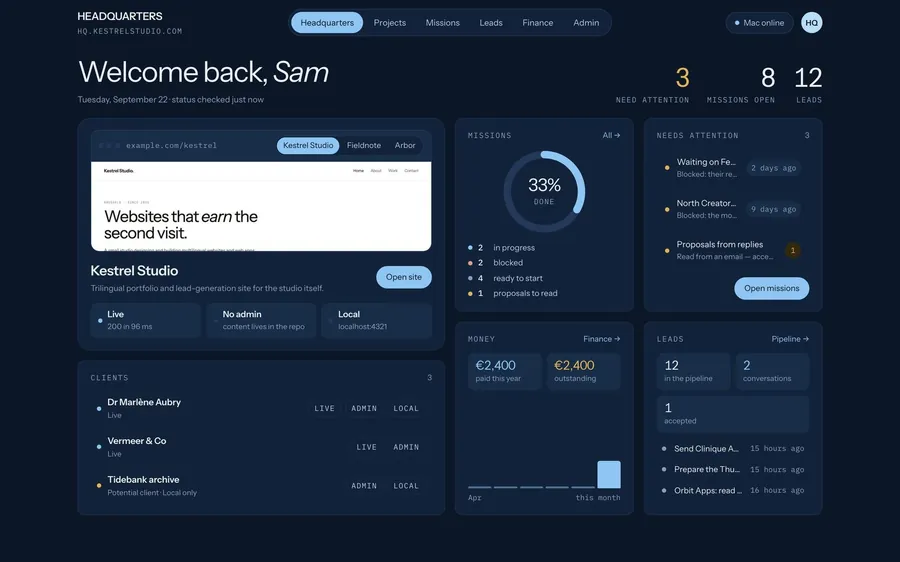 HEADQUARTERS
HQ.KESTRELSTUDIO.COM
Headquarters Projects Missions Leads Finance Admin
Mac online
HQ
Welcome back, Sam
Tuesday, September 22 · status checked just now
3 NEED ATTENTION
8 MISSIONS OPEN
12 LEADS
example.com/kestrel
Kestrel Studio Fieldnote Arbor
Kestrel Studio.
Home About Work Contact
Websites that earn the
second visit.
Kestrel Studio
Trilingual portfolio and lead-generation site for the studio itself.
Open site
Live
200 in 96 ms
No admin
content lives in the repo
Local
localhost:4321
CLIENTS 3
Dr Marlène Aubry
Live
LIVE ADMIN LOCAL
Vermeer & Co
Live
LIVE ADMIN
Tidebank archive
Potential client · Local only
ADMIN LOCAL
MISSIONS All →
33%
DONE
2 in progress
2 blocked
4 ready to start
1 proposals to read
NEEDS ATTENTION 3
Waiting on Fe...
Blocked: their re...
2 days ago
North Creator...
Blocked: the mo...
9 days ago
Proposals from replies
Read from an email — acce...
1
Open missions
MONEY Finance →
€2,400
paid this year
€2,400
outstanding
Apr this month
LEADS Pipeline →
12
in the pipeline
2
conversations
1
accepted
Send Clinique A... 15 hours ago
Prepare the Thu... 15 hours ago
Orbit Apps: read ... 16 hours ago